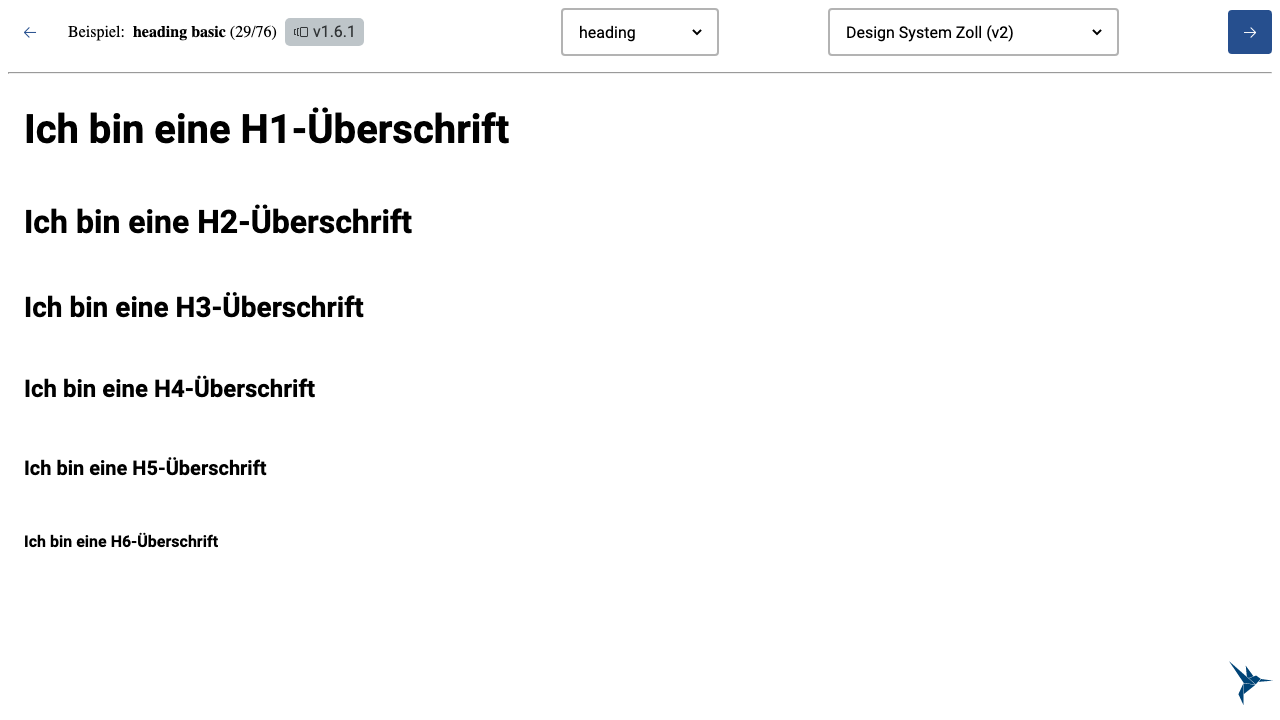 Beispiel: heading basic (29/76) v1.6.1 heading Design System Zoll (v2)
Ich bin eine H1-Überschrift
Ich bin eine H2-Überschrift
Ich bin eine H3-Überschrift
Ich bin eine H4-Überschrift
Ich bin eine H5-Überschrift
Ich bin eine H6-Überschrift